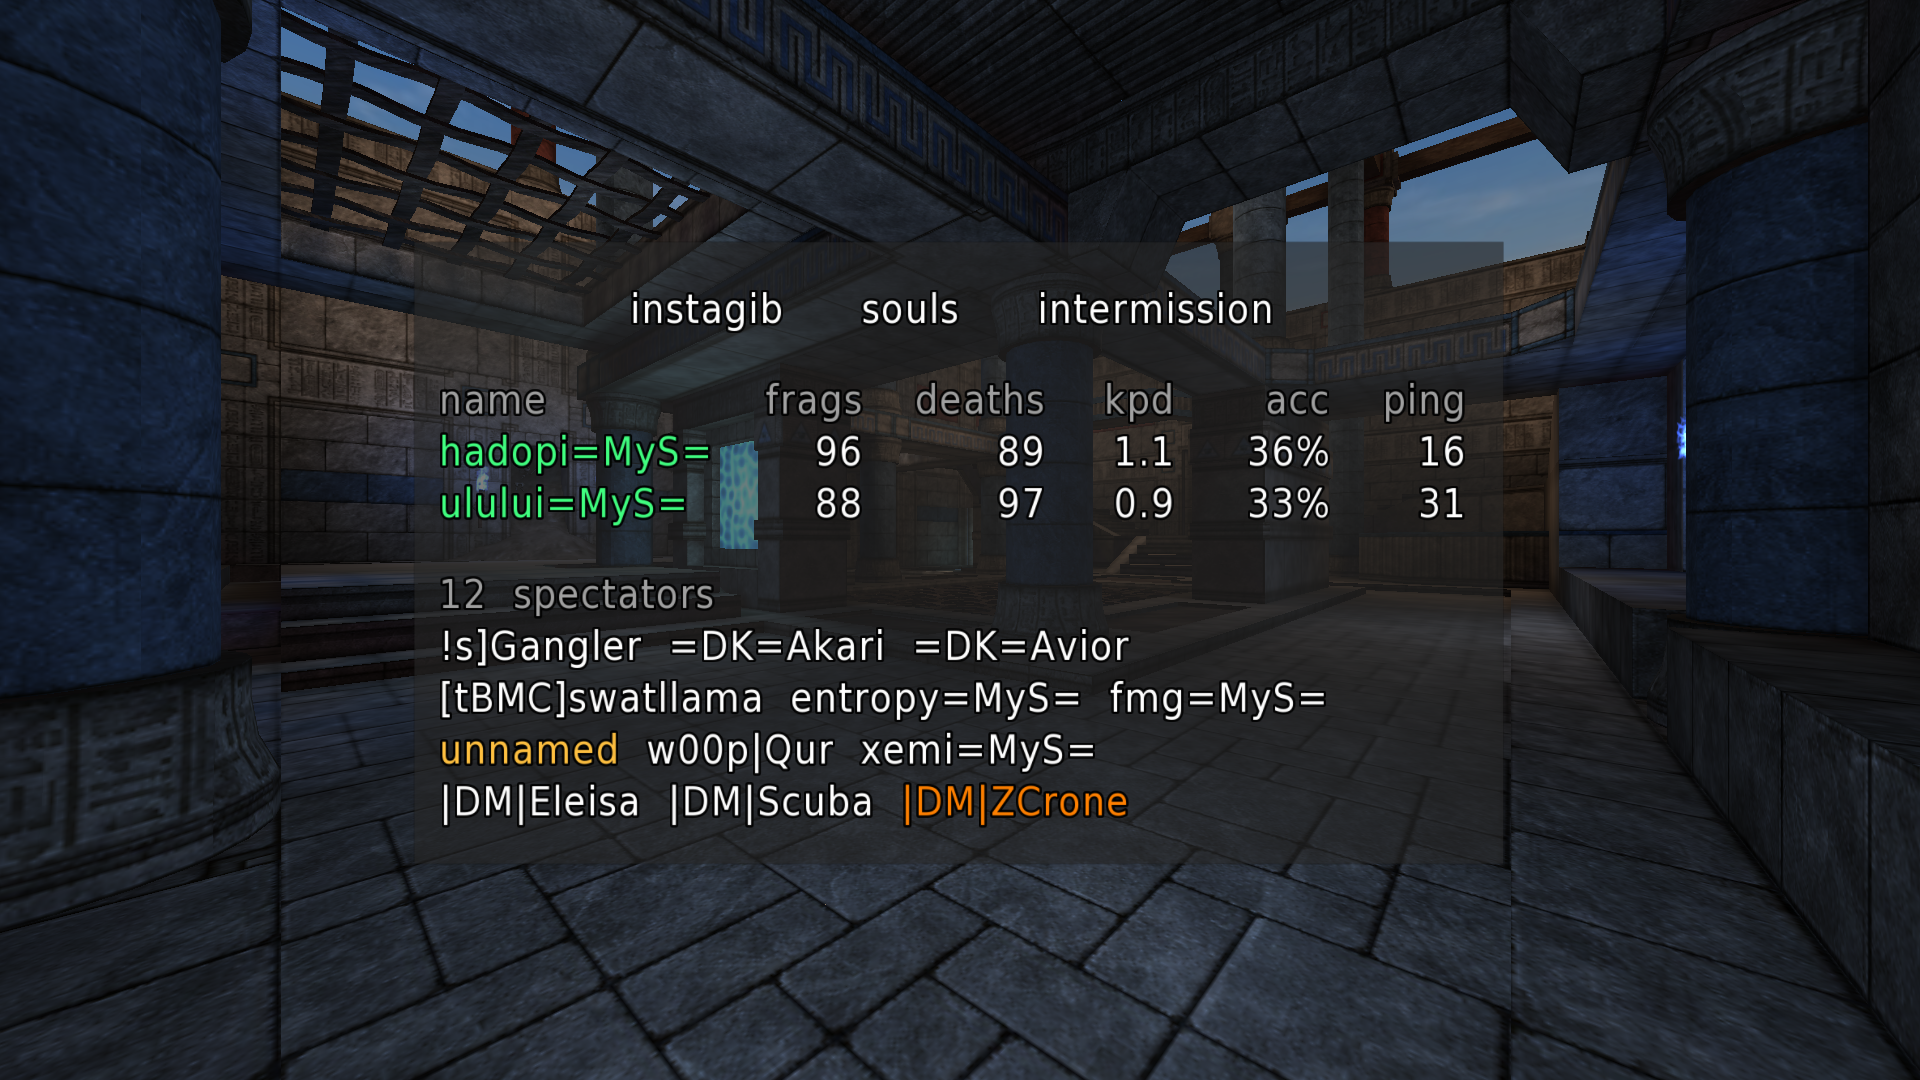 instagib souls intermission
name frags deaths kpd acc ping
hadopi=MyS= 96 89 1.1 36% 16
ulului=MyS= 88 97 0.9 33% 31
12 spectators
!s]Gangler =DK=Akari =DK=Avior
[tBMC]swatllama entropy=MyS= fmg=MyS=
unnamed w00p|Qur xemi=MyS=
|DM|Eleisa |DM|Scuba |DM|ZCrone